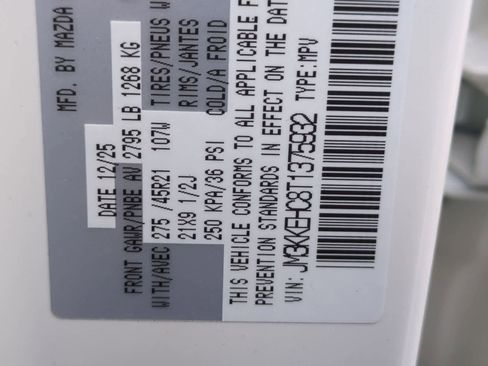 MFD. BY MAZDA
DATE 12/25
FRONT GAWR/PNBE AV 2795 LB 1268 KG
WITH/AVEC TIRES/PNEUS
275 /45R21 107W
RIMS/JANTES
21X9 1/2J
COLD/A FROID
250 KPA/36 PSI
THIS VEHICLE CONFORMS TO ALL APPLICABLE
PREVENTION STANDARDS IN EFFECT ON THE DAT
VIN: JM3KKEHC8T1375932 TYPE: MPV